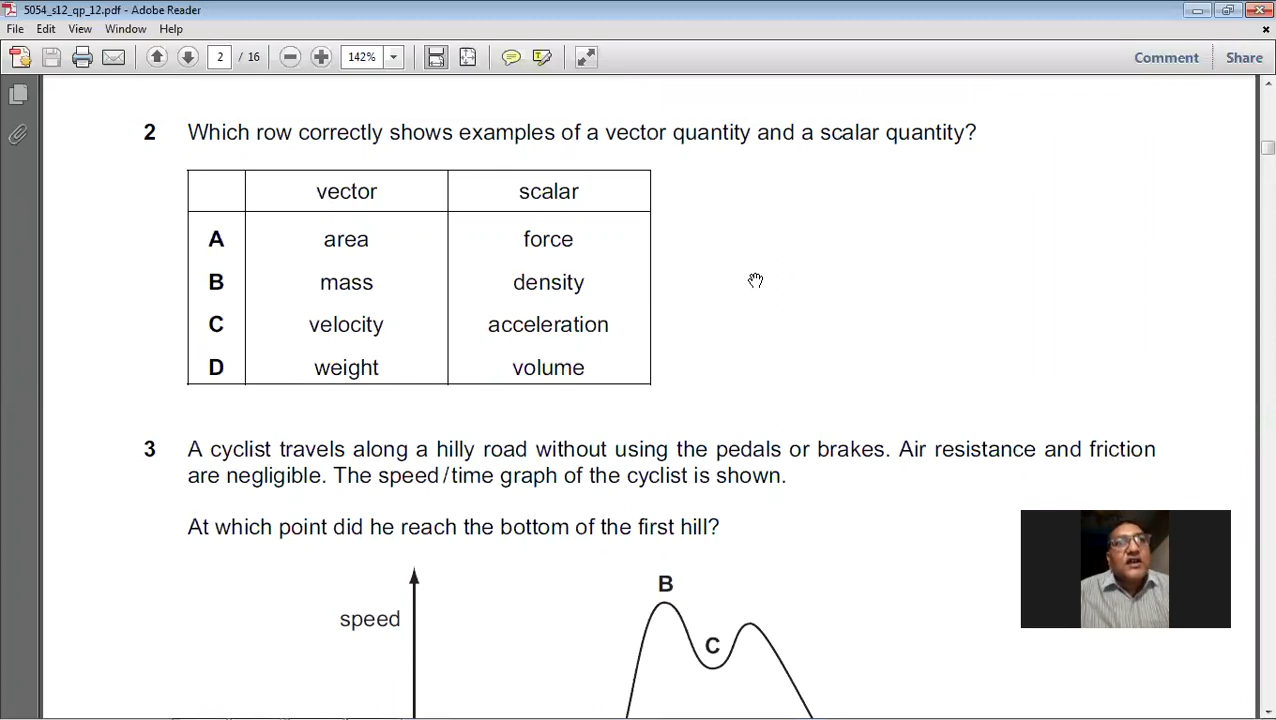 5054_s12_qp_12.pdf - Adobe Reader
File Edit View Window Help
2 / 16 142% Comment Share
2 Which row correctly shows examples of a vector quantity and a scalar quantity?
vector scalar
A area force
B mass density
C velocity acceleration
D weight volume
3 A cyclist travels along a hilly road without using the pedals or brakes. Air resistance and friction
are negligible. The speed / time graph of the cyclist is shown.
At which point did he reach the bottom of the first hill?
B
speed
C